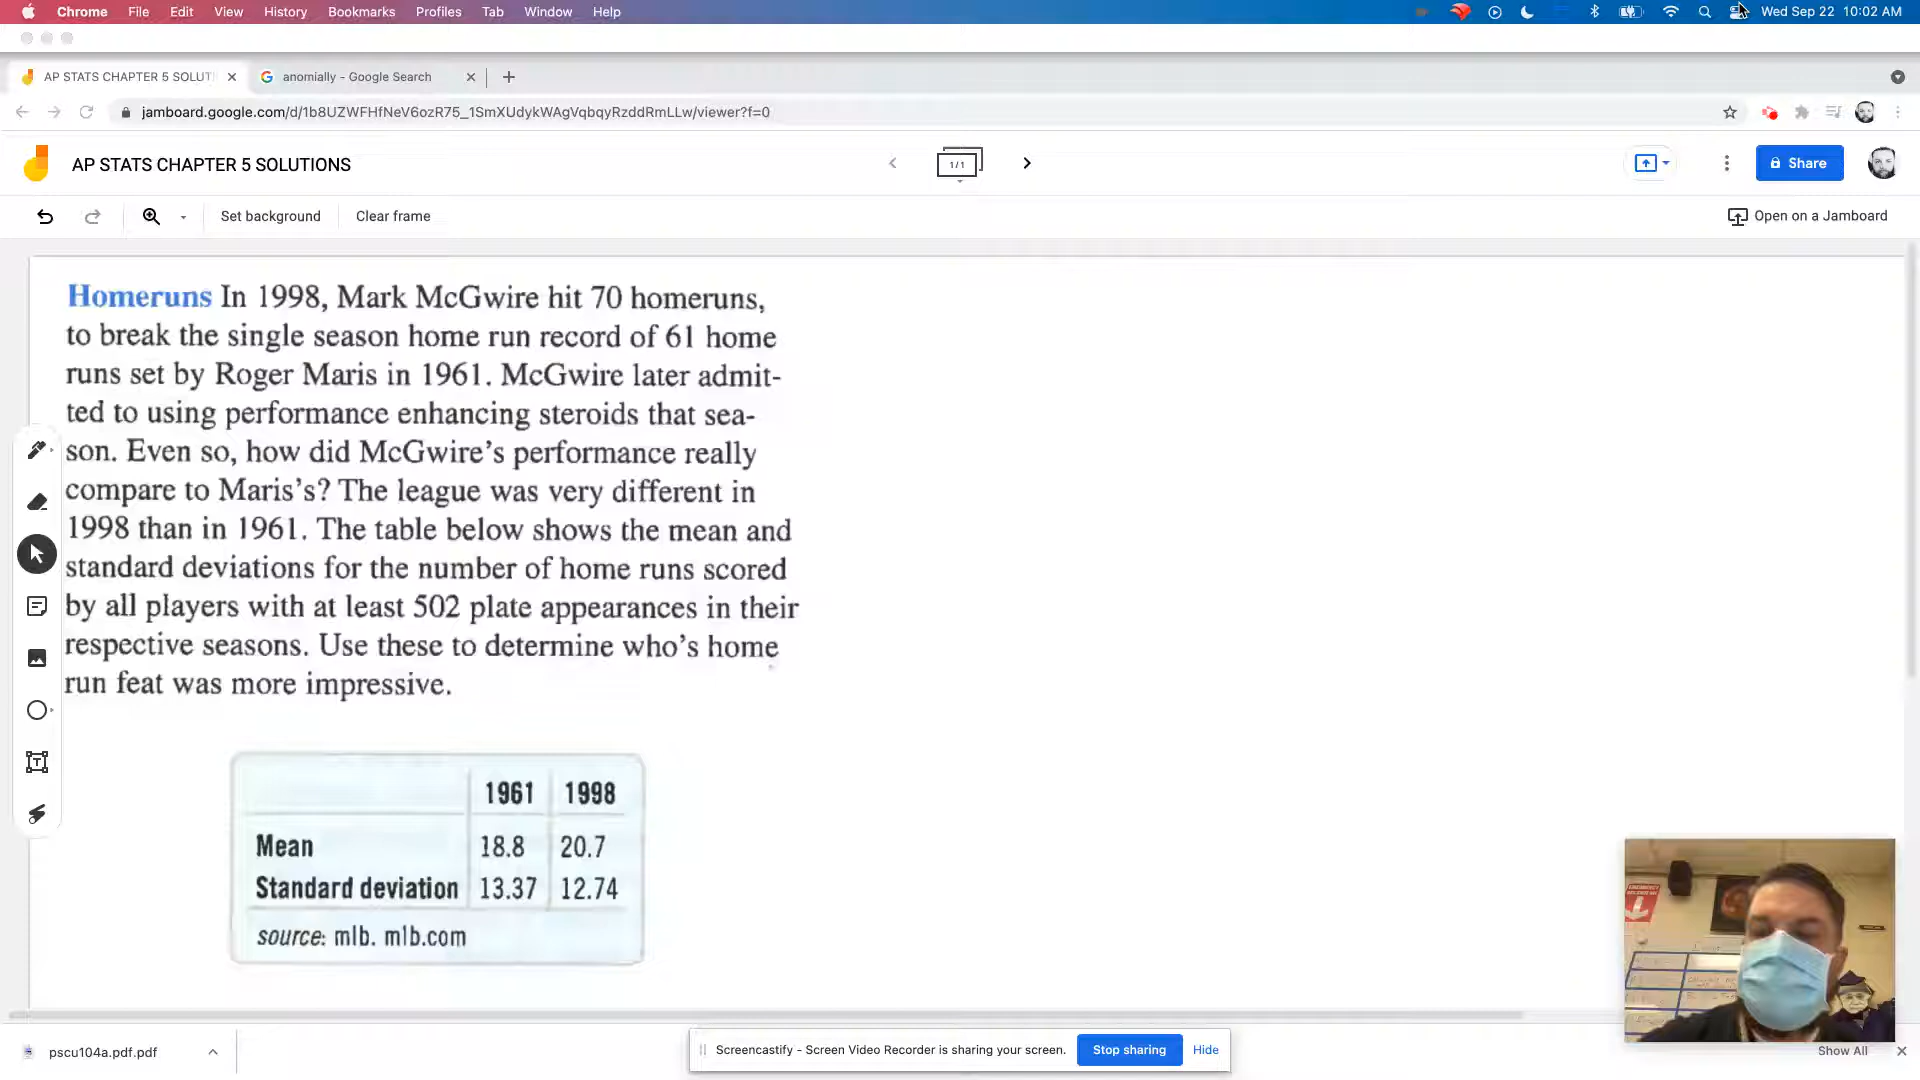 Chrome File Edit View History Bookmarks Profiles Tab Window Help Wed Sep 22 10:02 AM
AP STATS CHAPTER 5 SOLUTI anomially - Google Search
jamboard.google.com/d/1b8UZWFHfNeV6ozR75_1SmXUdykWAgVqbqyRzddRmLLw/viewer?f=0
AP STATS CHAPTER 5 SOLUTIONS 1/1 Share
Set background Clear frame Open on a Jamboard
Homeruns In 1998, Mark McGwire hit 70 homeruns,
to break the single season home run record of 61 home
runs set by Roger Maris in 1961. McGwire later admit-
ted to using performance enhancing steroids that sea-
son. Even so, how did McGwire's performance really
compare to Maris's? The league was very different in
1998 than in 1961. The table below shows the mean and
standard deviations for the number of home runs scored
by all players with at least 502 plate appearances in their
respective seasons. Use these to determine who's home
run feat was more impressive.
1961 1998
Mean 18.8 20.7
Standard deviation 13.37 12.74
source: mlb. mlb.com
pscu104a.pdf.pdf
Screencastify - Screen Video Recorder is sharing your screen. Stop sharing Hide
Show All